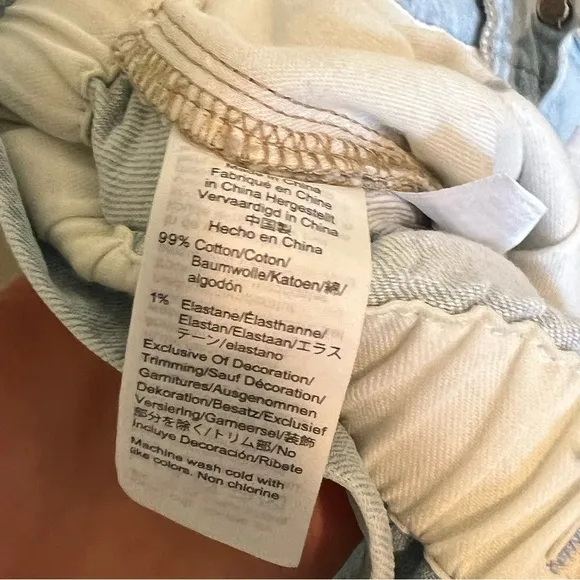 Made in China
Fabriqué en Chine
in China Hergestellt
Vervaardigd in China
中国製
Hecho en China
99% Cotton/Coton/
Baumwolle/Katoen/綿/
algodón
1% Elastane/Élasthanne/
Elastan/Elastaan/エラス
テーン/elastano
Exclusive Of Decoration/
Trimming/Sauf Décoration/
Garnitures/Ausgenommen
Dekoration/Besatz/Exclusief
Versiering/Garneersel/装飾
部分を除く/トリム部/No
Incluye Decoración/Ribete
Machine wash cold with
like colors. Non chlorine